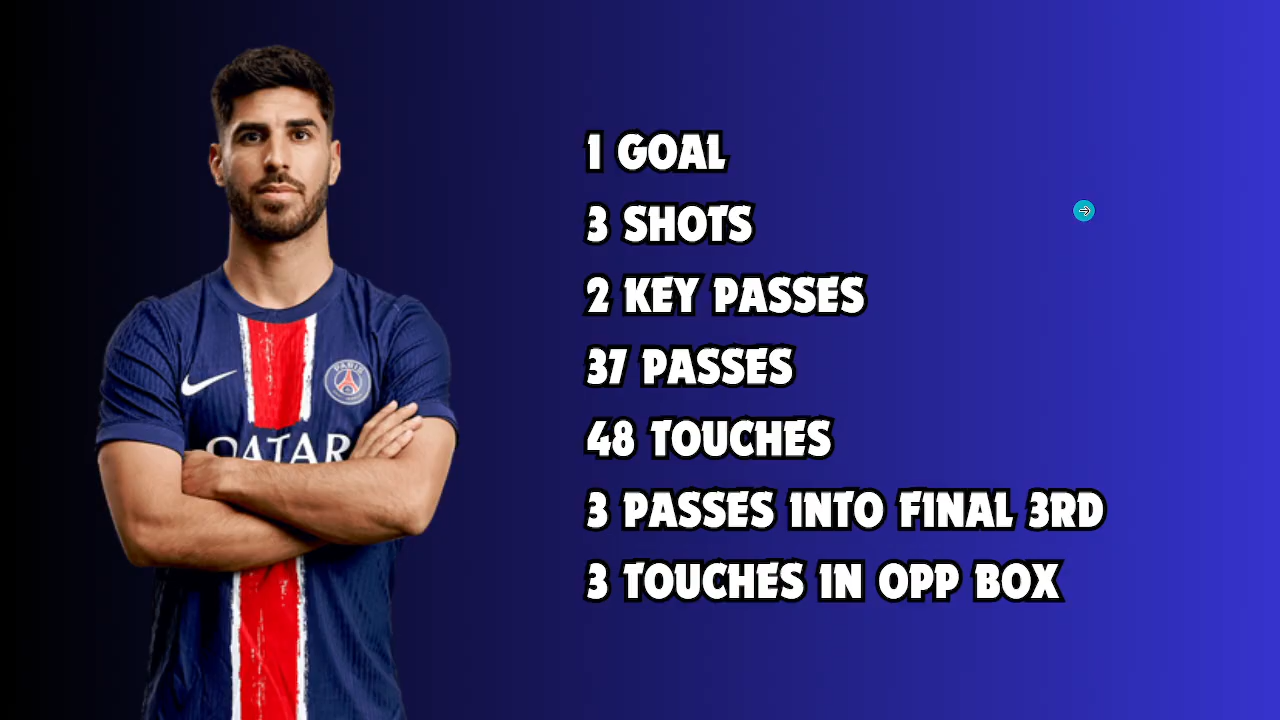 1 GOAL
3 SHOTS
2 KEY PASSES
37 PASSES
48 TOUCHES
3 PASSES INTO FINAL 3RD
3 TOUCHES IN OPP BOX
PARIS
QATAR